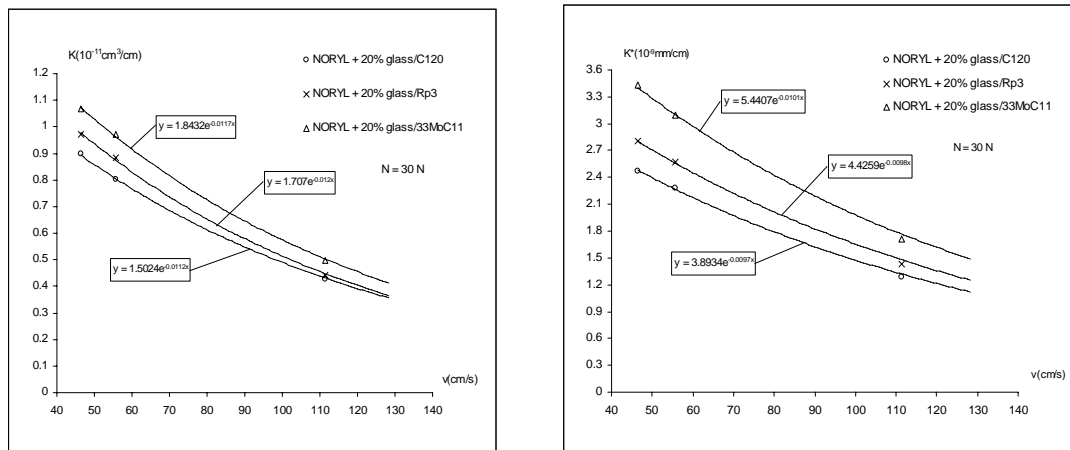 K(10⁻¹¹cm³/cm)
1.2
1.1
1
0.9
0.8
0.7
0.6
0.5
0.4
0.3
0.2
0.1
0
NORYL + 20% glass/C120
NORYL + 20% glass/Rp3
NORYL + 20% glass/33MoC11
N = 30 N
y = 1.8432e⁻⁰·⁰¹¹⁷ˣ
y = 1.707e⁻⁰·⁰¹²ˣ
y = 1.5024e⁻⁰·⁰¹¹²ˣ
v(cm/s)
40 50 60 70 80 90 100 110 120 130 140
K*(10⁻⁹mm/cm)
3.6
3.3
3
2.7
2.4
2.1
1.8
1.5
1.2
0.9
0.6
0.3
0
NORYL + 20% glass/C120
NORYL + 20% glass/Rp3
NORYL + 20% glass/33MoC11
N = 30 N
y = 5.4407e⁻⁰·⁰¹⁰¹ˣ
y = 4.4259e⁻⁰·⁰⁰⁹⁸ˣ
y = 3.8934e⁻⁰·⁰⁰⁹⁷ˣ
v(cm/s)
40 50 60 70 80 90 100 110 120 130 140